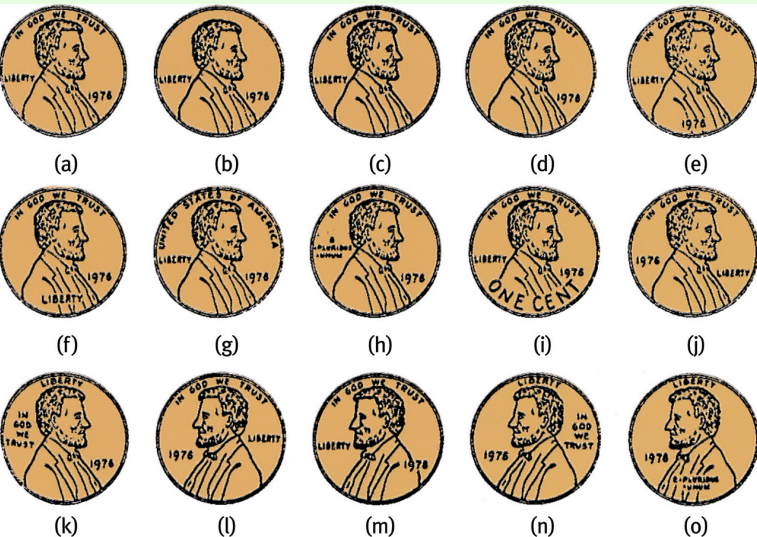 IN GOD WE TRUST
LIBERTY
1976
(a)
LIBERTY
1976
(b)
IN GOD WE TRUST
LIBERTY
(c)
IN GOD WE TRUST
1976
(d)
IN GOD WE TRUST
LIBERTY
1976
(e)
IN GOD WE TRUST
1976
LIBERTY
(f)
UNITED STATES OF AMERICA
LIBERTY
1976
(g)
IN GOD WE TRUST
E
PLURIBUS
UNUM
1976
(h)
IN GOD WE TRUST
LIBERTY
1976
ONE CENT
(i)
IN GOD WE TRUST
1976
LIBERTY
(j)
LIBERTY
IN
GOD
WE
TRUST
1976
(k)
IN GOD WE TRUST
LIBERTY
1976
(l)
IN GOD WE TRUST
LIBERTY
1976
(m)
LIBERTY
IN
GOD
WE
TRUST
1976
(n)
LIBERTY
1976
E·PLURIBUS
·UNUM
(o)